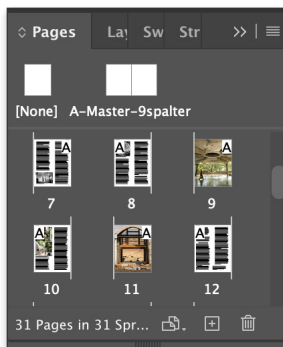 Pages Lay Sw Str
[None] A-Master-9spalter
A A A A A
7 8 9
A A A
10 11 12
31 Pages in 31 Spr...